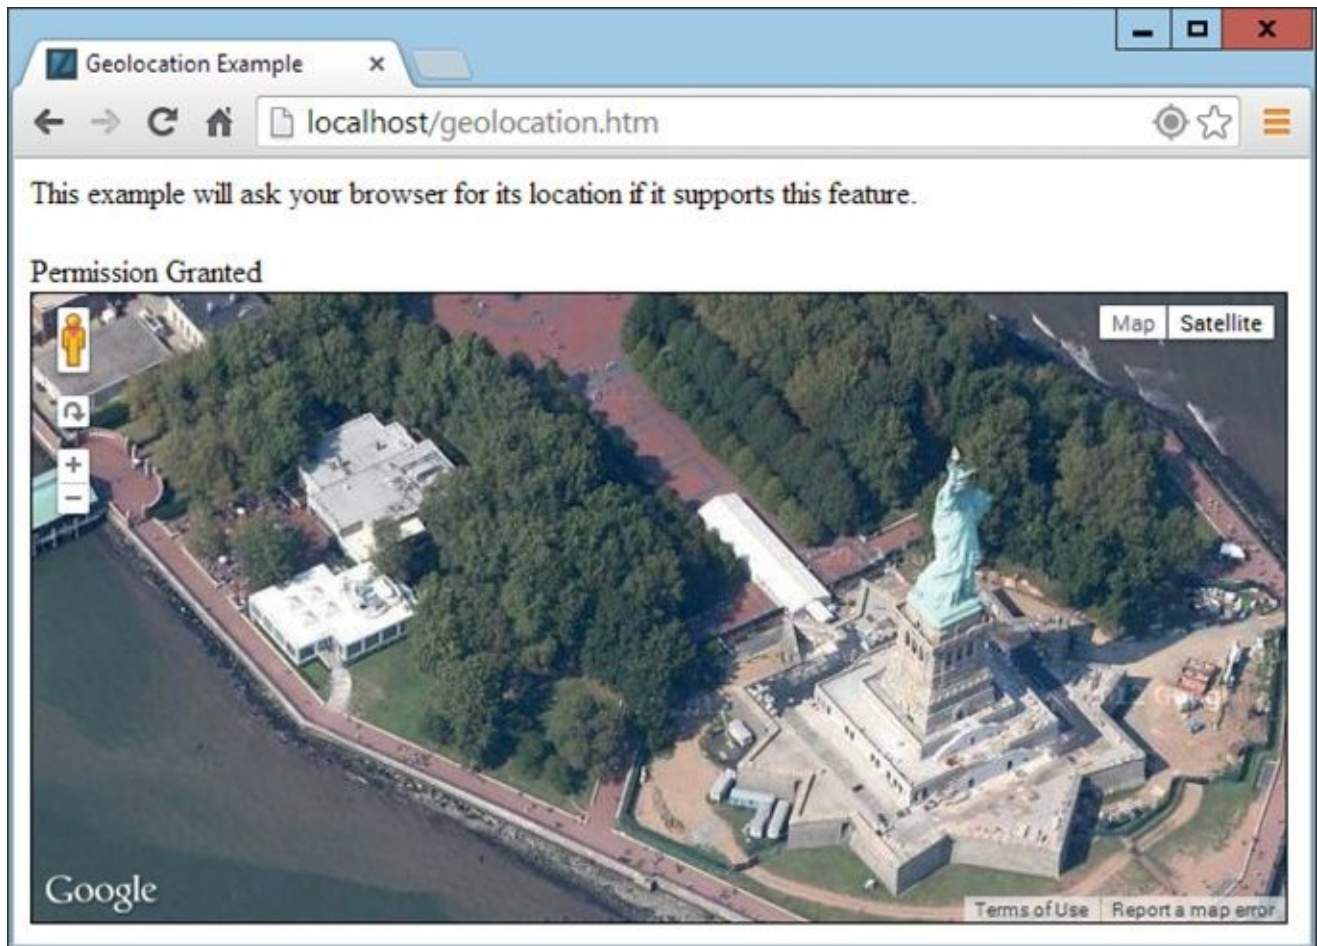 Geolocation Example
localhost/geolocation.htm
This example will ask your browser for its location if it supports this feature.
Permission Granted
Map Satellite
Google
Terms of Use Report a map error